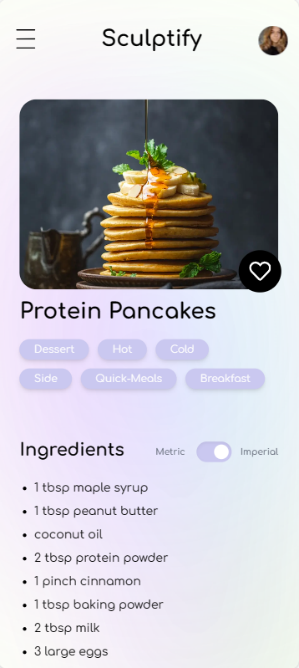 Sculptify
Protein Pancakes
Dessert Hot Cold
Side Quick-Meals Breakfast
Ingredients Metric Imperial
• 1 tbsp maple syrup
• 1 tbsp peanut butter
• coconut oil
• 2 tbsp protein powder
• 1 pinch cinnamon
• 1 tbsp baking powder
• 2 tbsp milk
• 3 large eggs